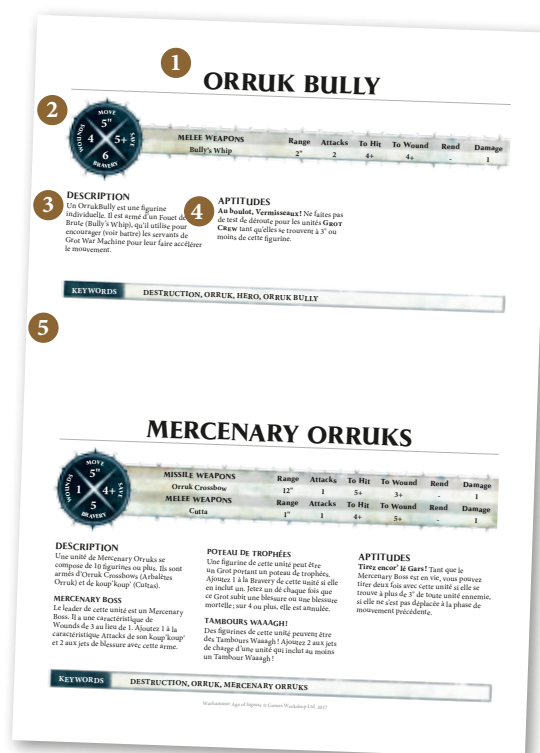 1
ORRUK BULLY
2
MOVE
5"
WOUNDS 4 5+ SAVE
6
BRAVERY
MELEE WEAPONS Range Attacks To Hit To Wound Rend Damage
Bully's Whip 2" 2 4+ 4+ - 1
3
DESCRIPTION
Un OrrukBully est une figurine
individuelle. Il est armé d'un Fouet de
Brute (Bully's Whip), qu'il utilise pour
encourager (voir battre) les servants de
Grot War Machine pour leur faire accélérer
le mouvement.
4
APTITUDES
Au boulot, Vermisseaux! Ne faites pas
de test de déroute pour les unités GROT
CREW tant qu'elles se trouvent à 3" ou
moins de cette figurine.
KEYWORDS DESTRUCTION, ORRUK, HERO, ORRUK BULLY
5
MERCENARY ORRUKS
MOVE
5"
WOUNDS 1 4+ SAVE
5
BRAVERY
MISSILE WEAPONS Range Attacks To Hit To Wound Rend Damage
Orruk Crossbow 12" 1 5+ 3+ - 1
MELEE WEAPONS Range Attacks To Hit To Wound Rend Damage
Cutta 1" 1 4+ 5+ - 1
DESCRIPTION
Une unité de Mercenary Orruks se
compose de 10 figurines ou plus. Ils sont
armés d'Orruk Crossbows (Arbalètes
Orruk) et de koup'koup' (Cuttas).
MERCENARY BOSS
Le leader de cette unité est un Mercenary
Boss. Il a une caractéristique de
Wounds de 3 au lieu de 1. Ajoutez 1 à la
caractéristique Attacks de son koup'koup'
et 2 aux jets de blessure avec cette arme.
POTEAU DE TROPHÉES
Une figurine de cette unité peut être
un Grot portant un poteau de trophées.
Ajoutez 1 à la Bravery de cette unité si elle
en inclut un. Jetez un dé chaque fois que
ce Grot subit une blessure ou une blessure
mortelle; sur 4 ou plus, elle est annulée.
TAMBOURS WAAAGH!
Des figurines de cette unité peuvent être
des Tambours Waaagh ! Ajoutez 2 aux jets
de charge d'une unité qui inclut au moins
un Tambour Waaagh !
APTITUDES
Tirez encor' lé Gars! Tant que le
Mercenary Boss est en vie, vous pouvez
tirer deux fois avec cette unité si elle se
trouve à plus de 3" de toute unité ennemie,
si elle ne s'est pas déplacée à la phase de
mouvement précédente.
KEYWORDS DESTRUCTION, ORRUK, MERCENARY ORRUKS
Warhammer Age of Sigmar, © Games Workshop Ltd. 2017